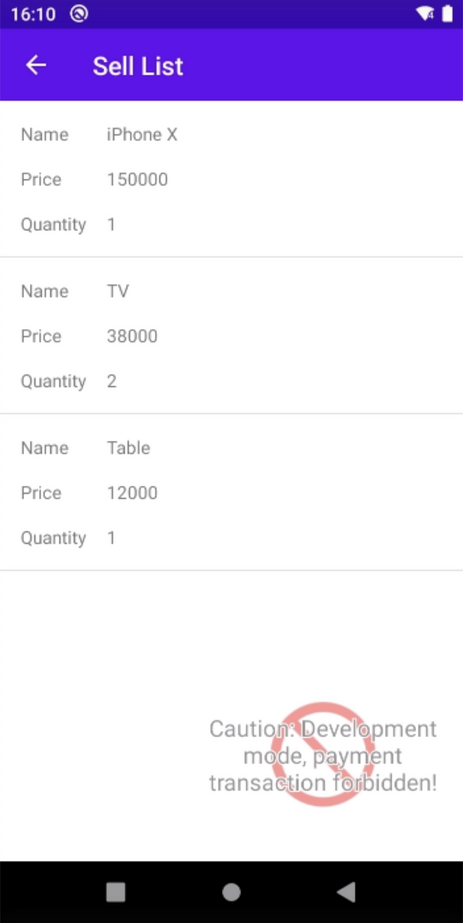 16:10
Sell List
Name iPhone X
Price 150000
Quantity 1
Name TV
Price 38000
Quantity 2
Name Table
Price 12000
Quantity 1
Caution: Development
mode, payment
transaction forbidden!